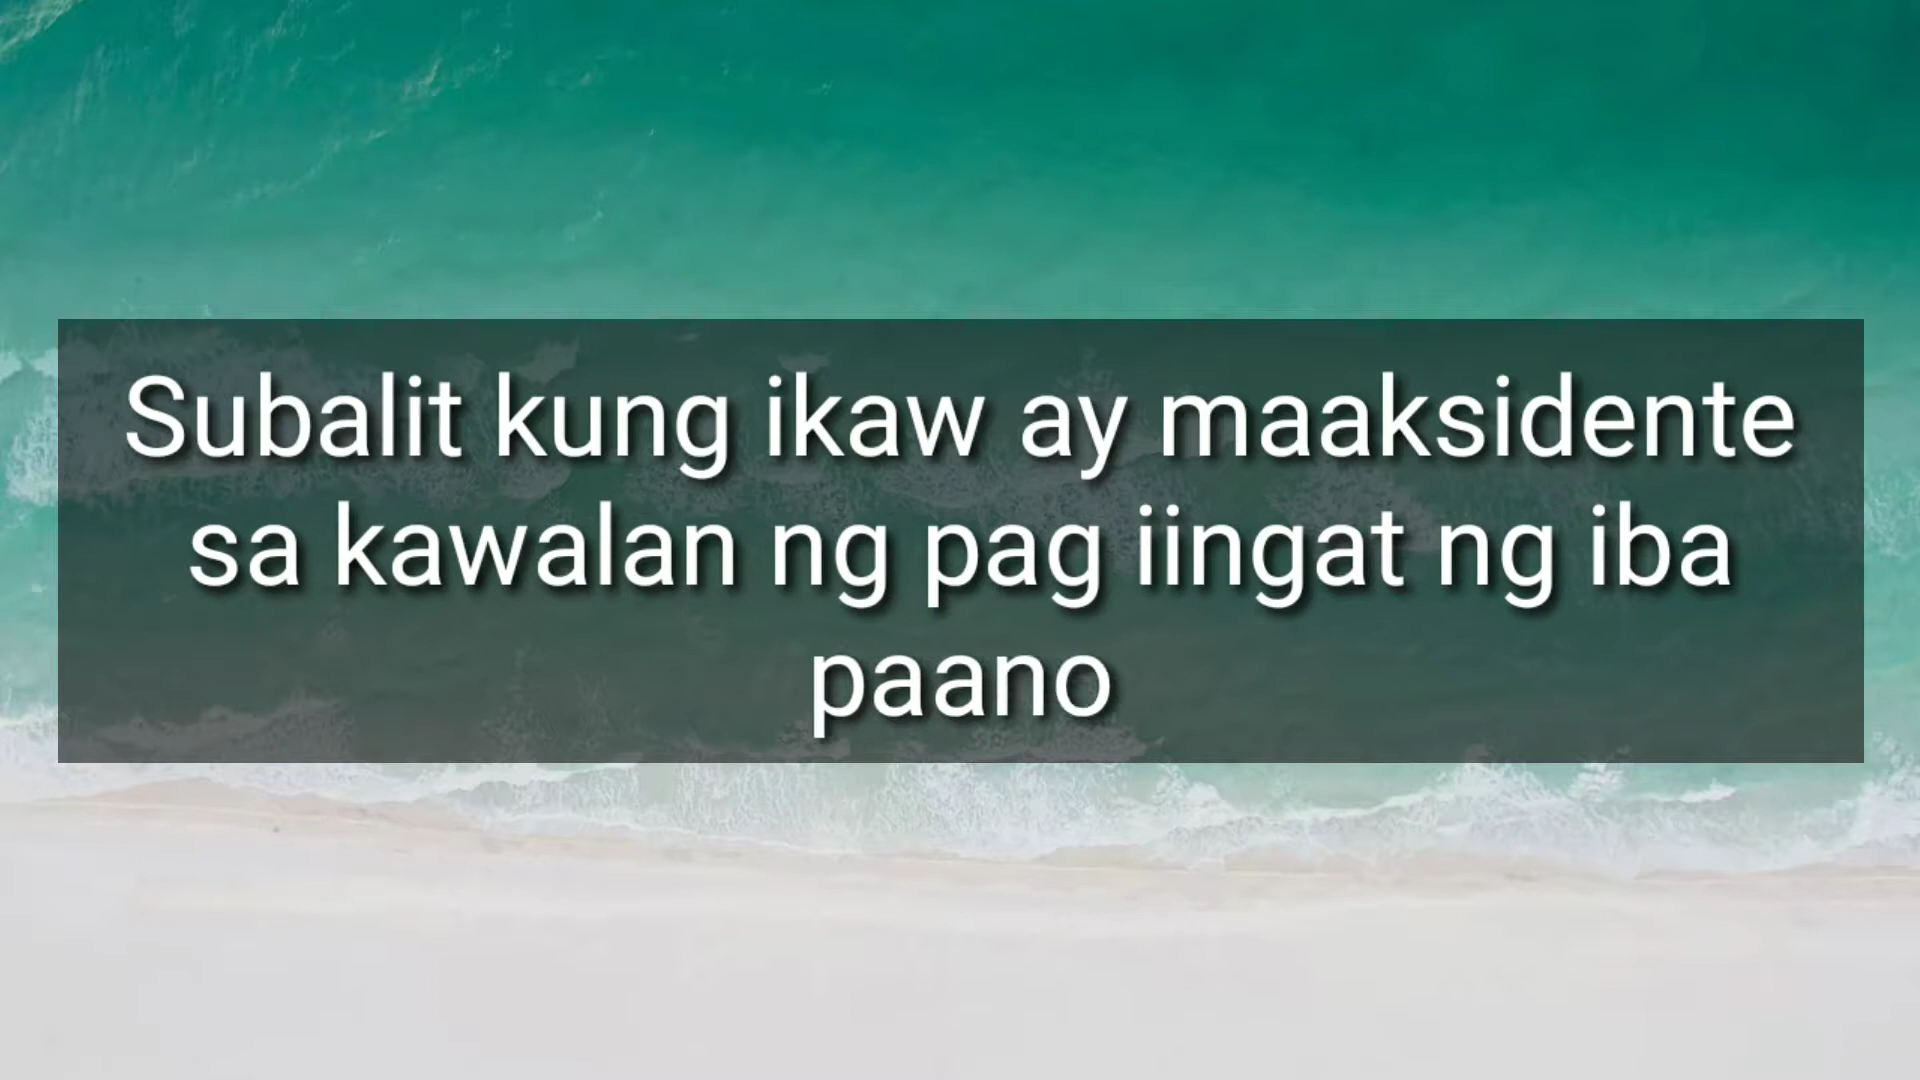 Subalit kung ikaw ay maaksidente
sa kawalan ng pag iingat ng iba
paano